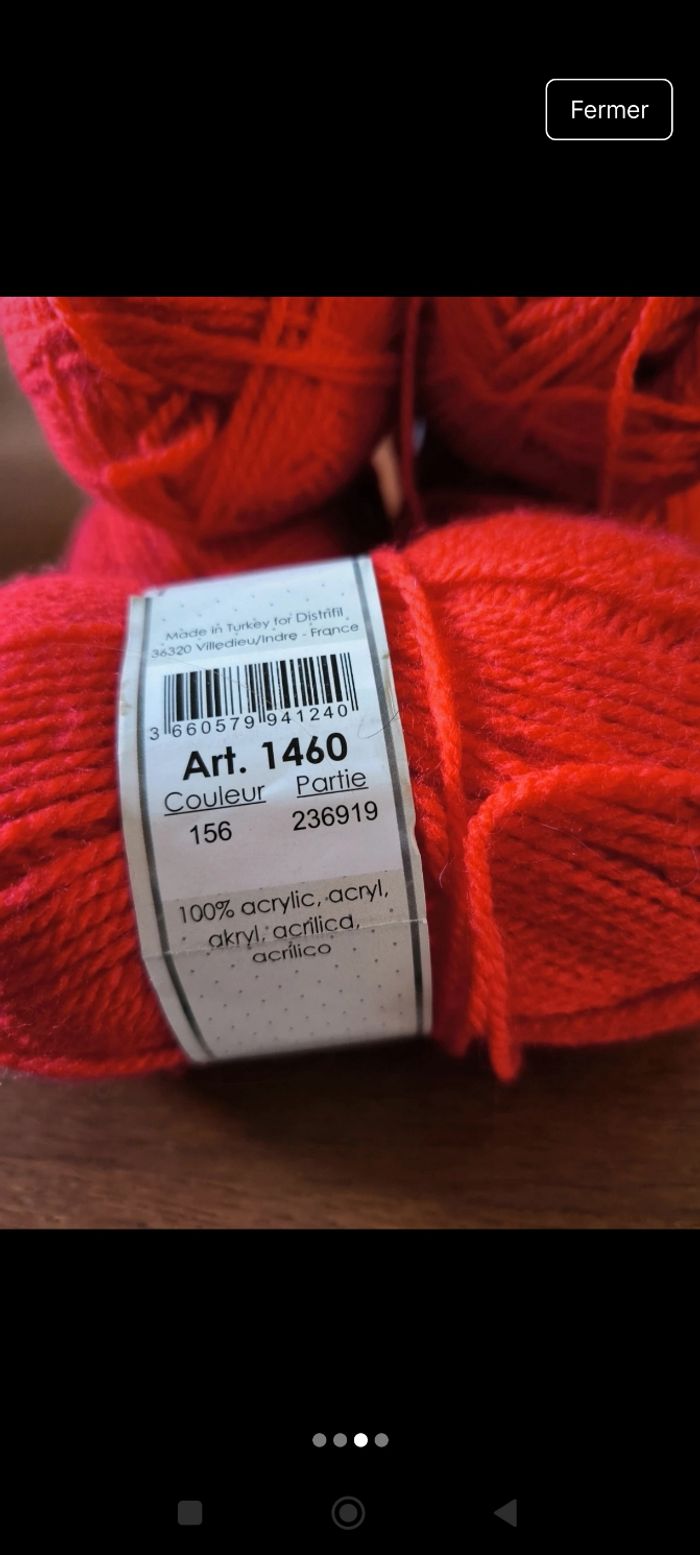 Fermer
Made in Turkey for Distrifil
36320 Villedieu/Indre - France
3 660579 941240
Art. 1460
Couleur Partie
156 236919
100% acrylic, acryl,
akryl, acrílica,
acrílico